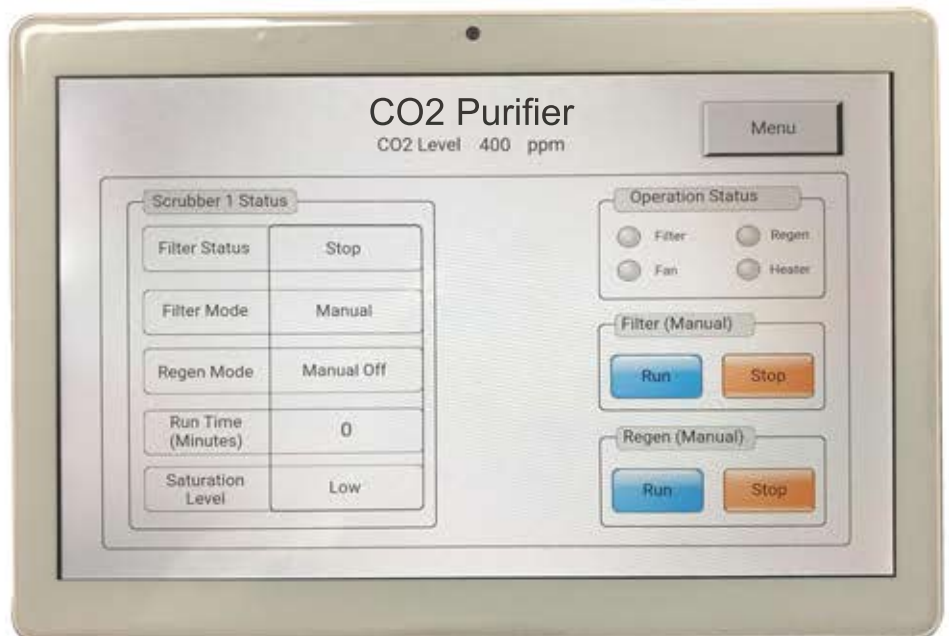 CO2 Purifier
CO2 Level 400 ppm
Menu
Scrubber 1 Status
Filter Status Stop
Filter Mode Manual
Regen Mode Manual Off
Run Time
(Minutes)
0
Saturation
Level
Low
Operation Status
Filter Regen
Fan Heater
Filter (Manual)
Run Stop
Regen (Manual)
Run Stop